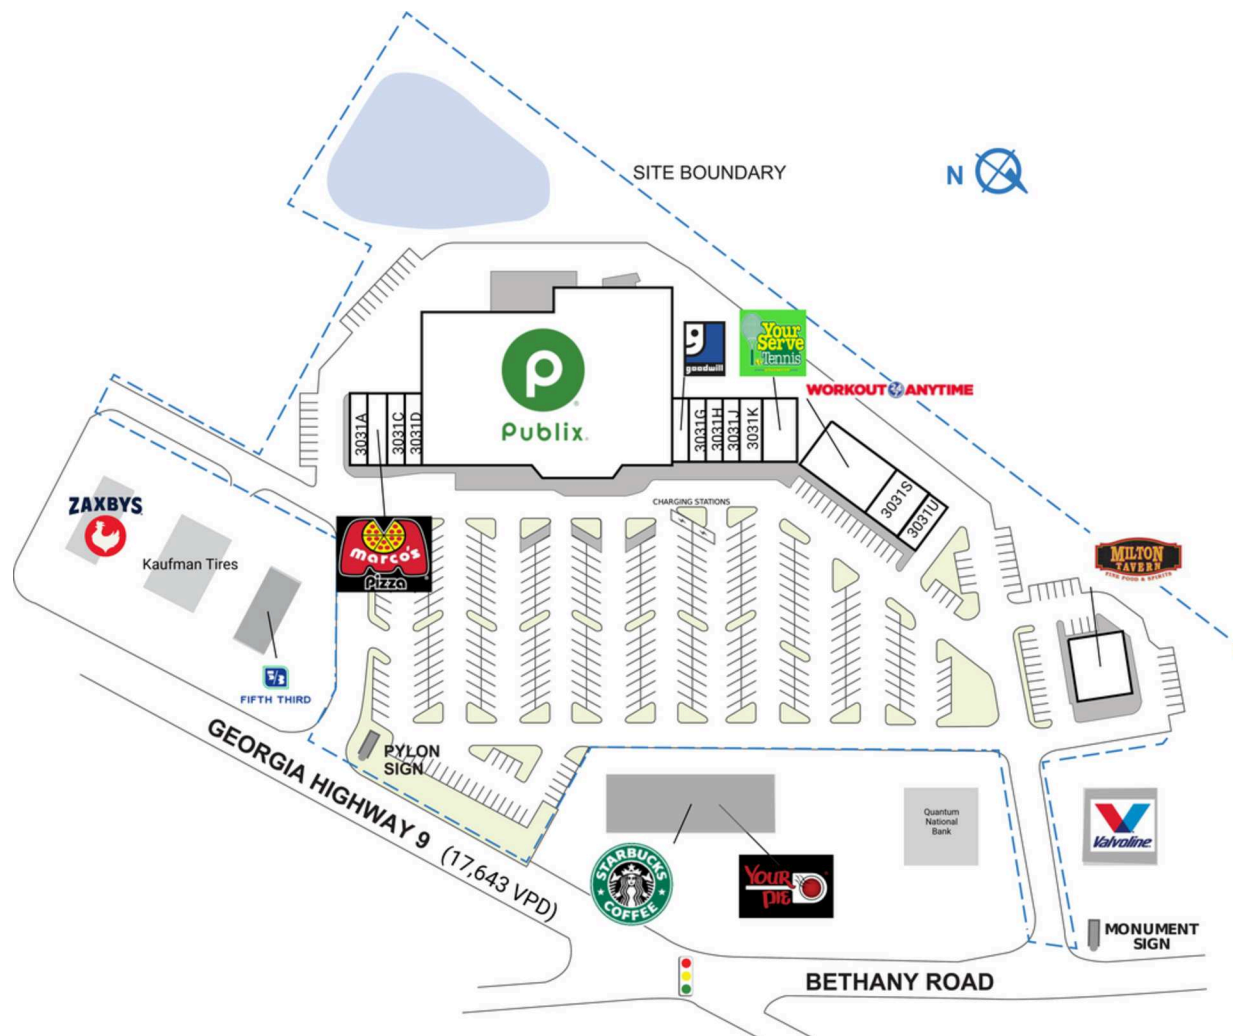 SITE BOUNDARY
N
Publix.
goodwill
Your
Serve
Tennis
WORKOUT ANYTIME
3031A
3031C
3031D
3031G
3031H
3031J
3031K
3031S
3031U
CHARGING STATIONS
ZAXBYS
Kaufman Tires
marco's
Pizza
MILTON
TAVERN
FINE FOOD & SPIRITS
5/3
FIFTH THIRD
PYLON
SIGN
GEORGIA HIGHWAY 9 (17,643 VPD)
Quantum
National
Bank
Valvoline
STARBUCKS
COFFEE
YOUR
PIE
MONUMENT
SIGN
BETHANY ROAD